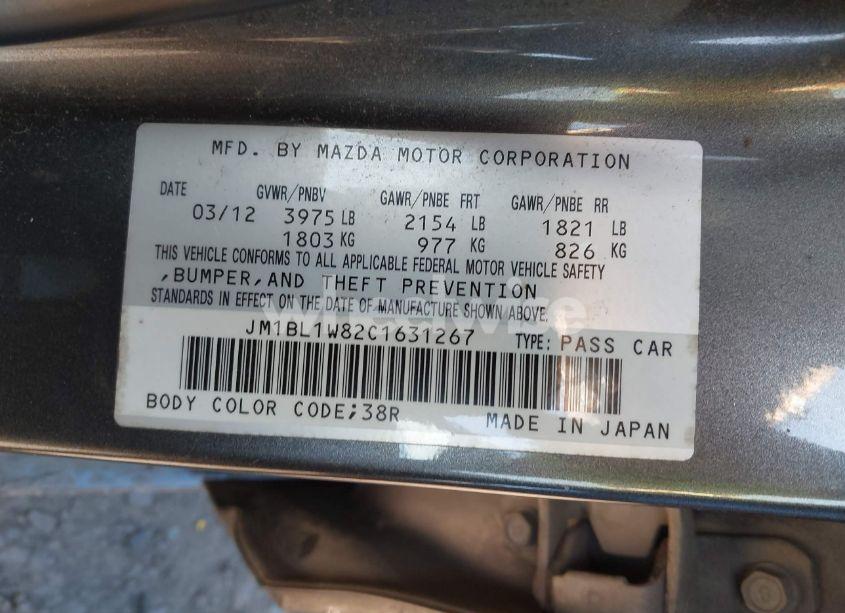 MFD. BY MAZDA MOTOR CORPORATION
DATE GVWR/PNBV GAWR/PNBE FRT GAWR/PNBE RR
03/12 3975 LB 2154 LB 1821 LB
1803 KG 977 KG 826 KG
THIS VEHICLE CONFORMS TO ALL APPLICABLE FEDERAL MOTOR VEHICLE SAFETY
,BUMPER,AND THEFT PREVENTION
STANDARDS IN EFFECT ON THE DATE OF MANUFACTURE SHOWN ABOVE.
JM1BL1W82C1631267 TYPE: PASS CAR
BODY COLOR CODE;38R MADE IN JAPAN